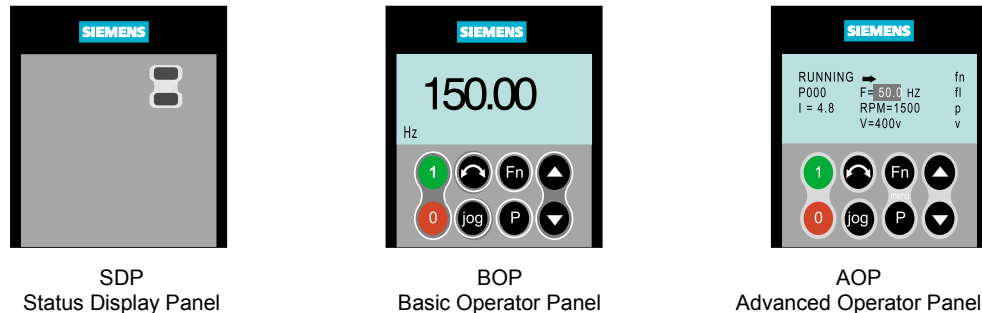 SIEMENS
SDP
Status Display Panel
SIEMENS
150.00
Hz
1
Fn
0
jog
P
BOP
Basic Operator Panel
SIEMENS
RUNNING fn
P000 F= 50.0 HZ fl
I = 4.8 RPM=1500 p
V=400v v
1
Fn
menu
0
jog
P
AOP
Advanced Operator Panel